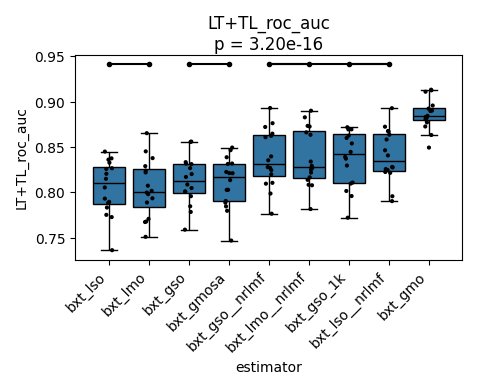 LT+TL_roc_auc
p = 3.20e-16
LT+TL_roc_auc
0.95
0.90
0.85
0.80
0.75
bxt_lso
bxt_lmo
bxt_gso
bxt_gmosa
bxt_gso__nrlmf
bxt_lmo__nrlmf
bxt_gso_1k
bxt_lso__nrlmf
bxt_gmo
estimator